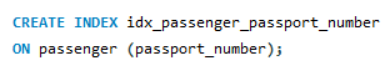 CREATE INDEX idx_passenger_passport_number
ON passenger (passport_number);